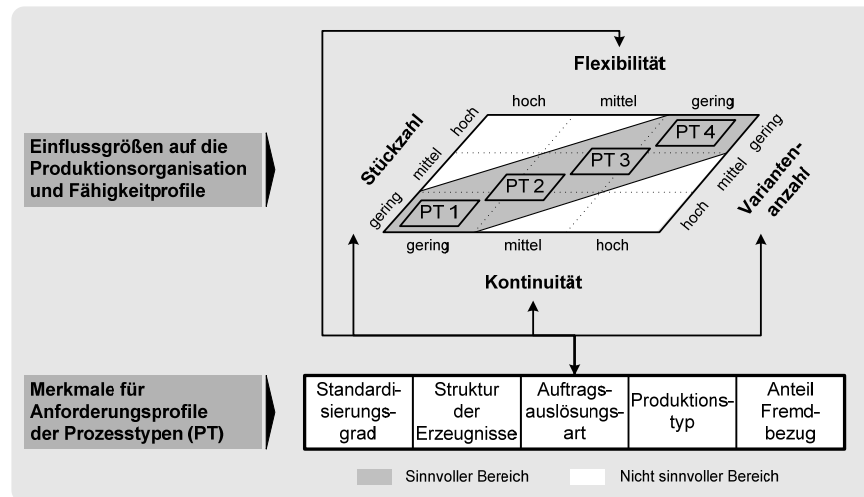 Einflussgrößen auf die
Produktionsorganisation
und Fähigkeitprofile
Flexibilität
hoch mittel gering
Stückzahl
gering mittel hoch
PT 1
PT 2
PT 3
PT 4
hoch mittel gering
Varianten-
anzahl
gering mittel hoch
Kontinuität
Merkmale für
Anforderungsprofile
der Prozesstypen (PT)
Standardi-
sierungs-
grad
Struktur
der
Erzeugnisse
Auftrags-
auslösungs-
art
Produktions-
typ
Anteil
Fremd-
bezug
Sinnvoller Bereich
Nicht sinnvoller Bereich